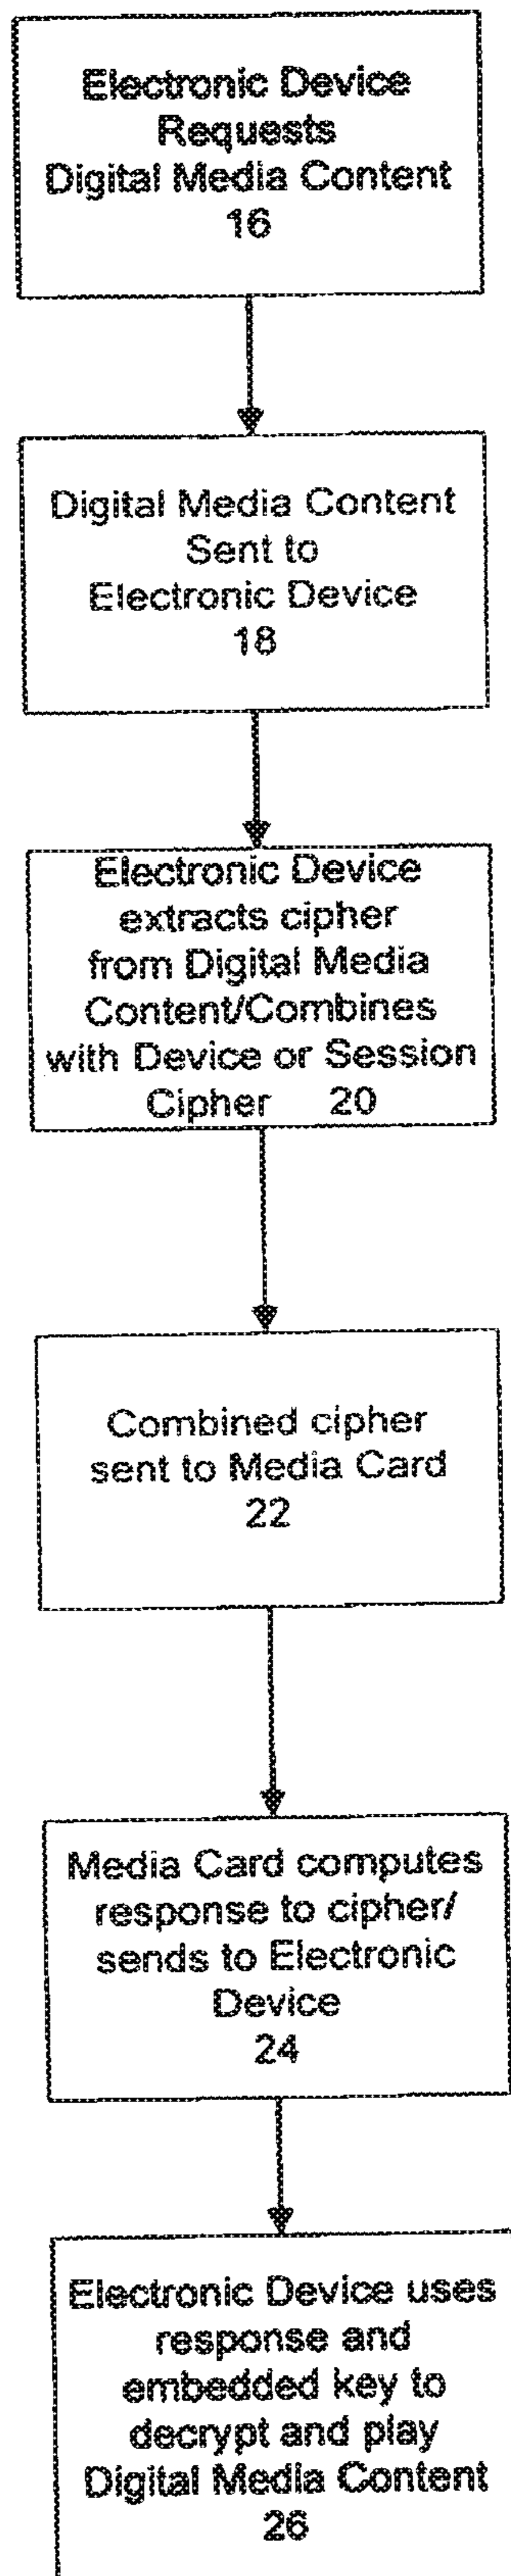 Electronic Device
Requests
Digital Media Content
16
Digital Media Content
Sent to
Electronic Device
18
Electronic Device
extracts cipher
from Digital Media
Content/Combines
with Device or Session
Cipher 20
Combined cipher
sent to Media Card
22
Media Card computes
response to cipher/
sends to Electronic
Device
24
Electronic Device uses
response and
embedded key to
decrypt and play
Digital Media Content
26